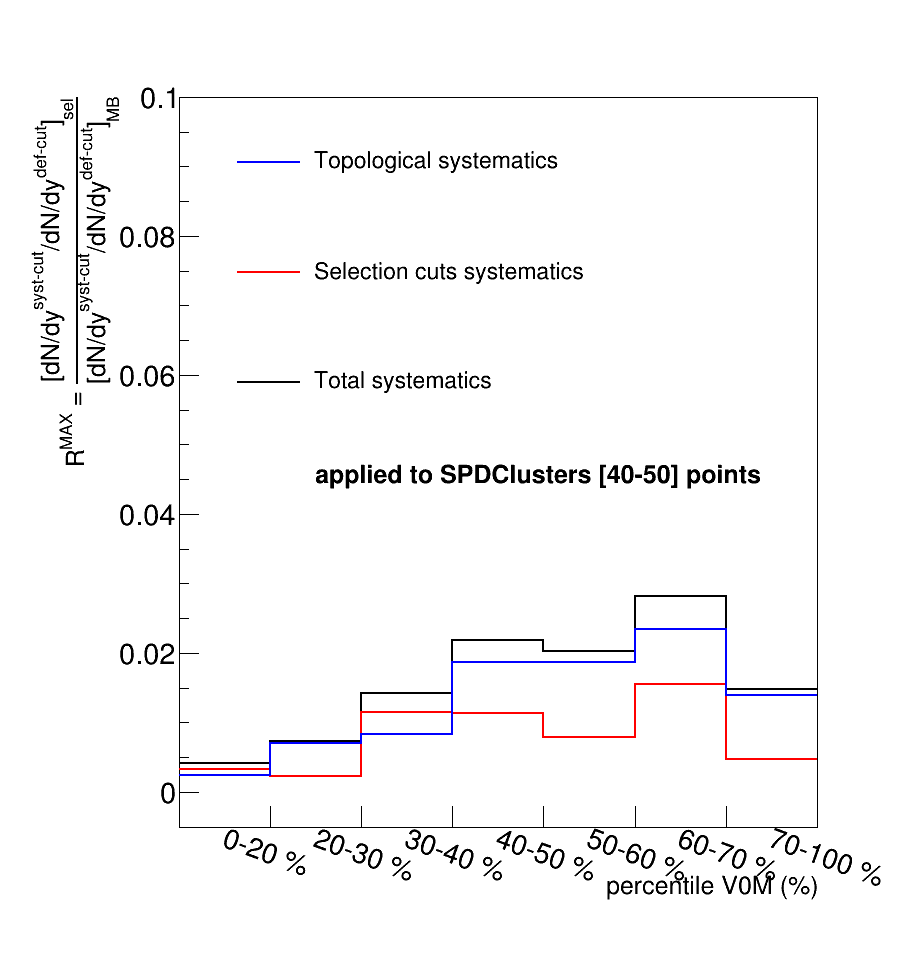 R^MAX = [dN/dy^syst-cut/dN/dy^def-cut]_sel
[dN/dy^syst-cut/dN/dy^def-cut]_MB
0.1
0.08
0.06
0.04
0.02
0
Topological systematics
Selection cuts systematics
Total systematics
applied to SPDClusters [40-50] points
0-20 %
20-30 %
30-40 %
40-50 %
50-60 %
60-70 %
70-100 %
percentile V0M (%)